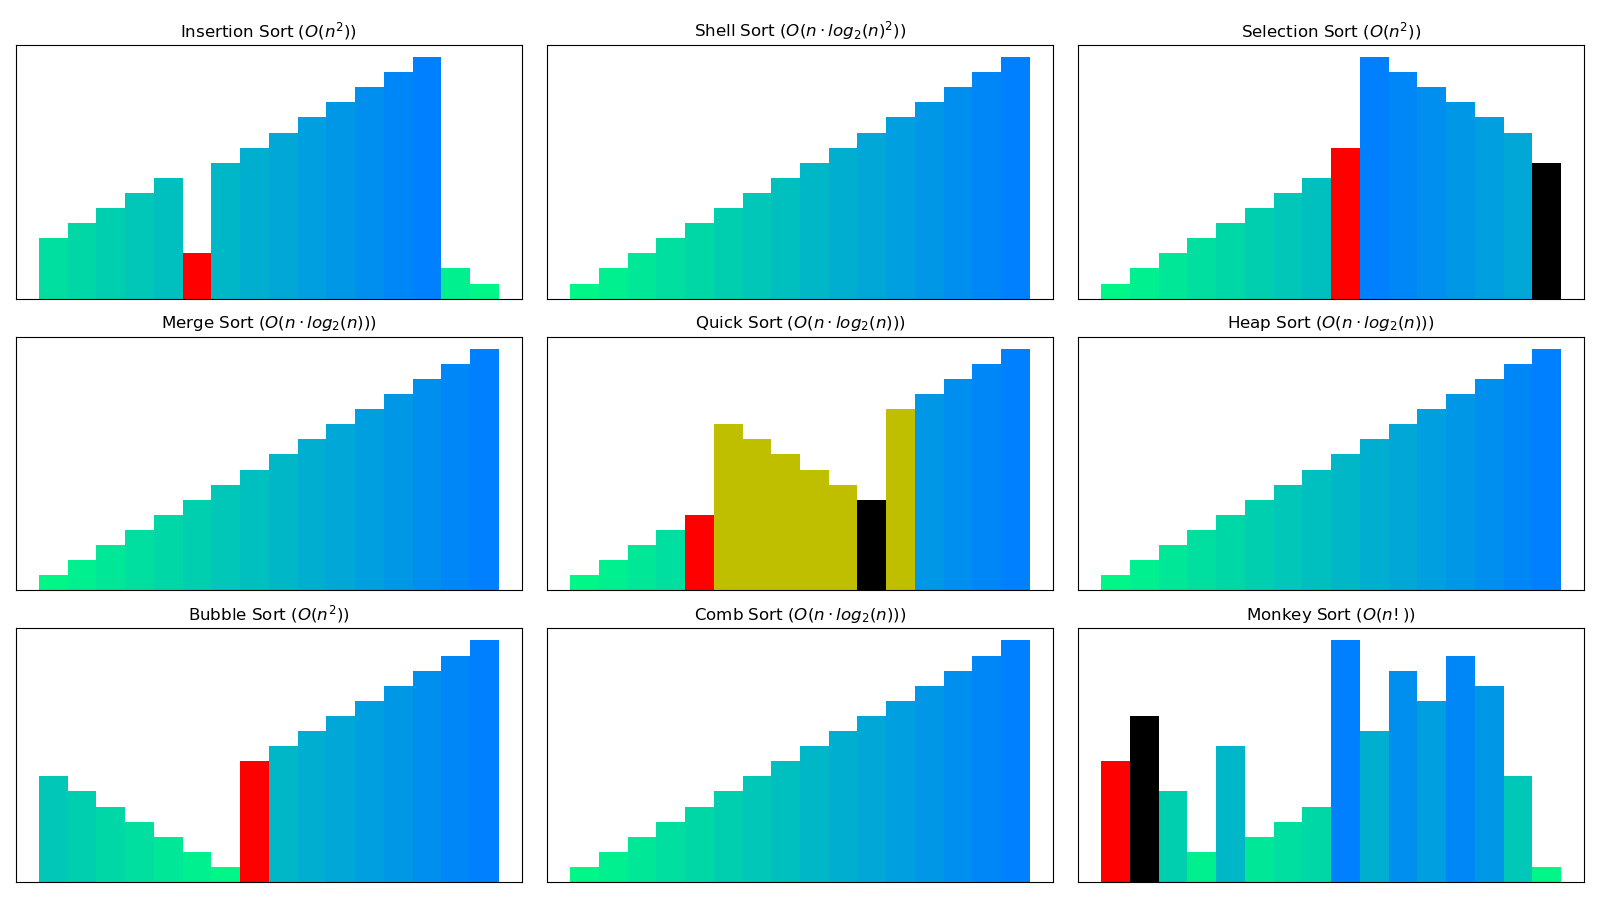 Insertion Sort (O(n²))
Shell Sort (O(n · log₂(n)²))
Selection Sort (O(n²))
Merge Sort (O(n · log₂(n)))
Quick Sort (O(n · log₂(n)))
Heap Sort (O(n · log₂(n)))
Bubble Sort (O(n²))
Comb Sort (O(n · log₂(n)))
Monkey Sort (O(n!))